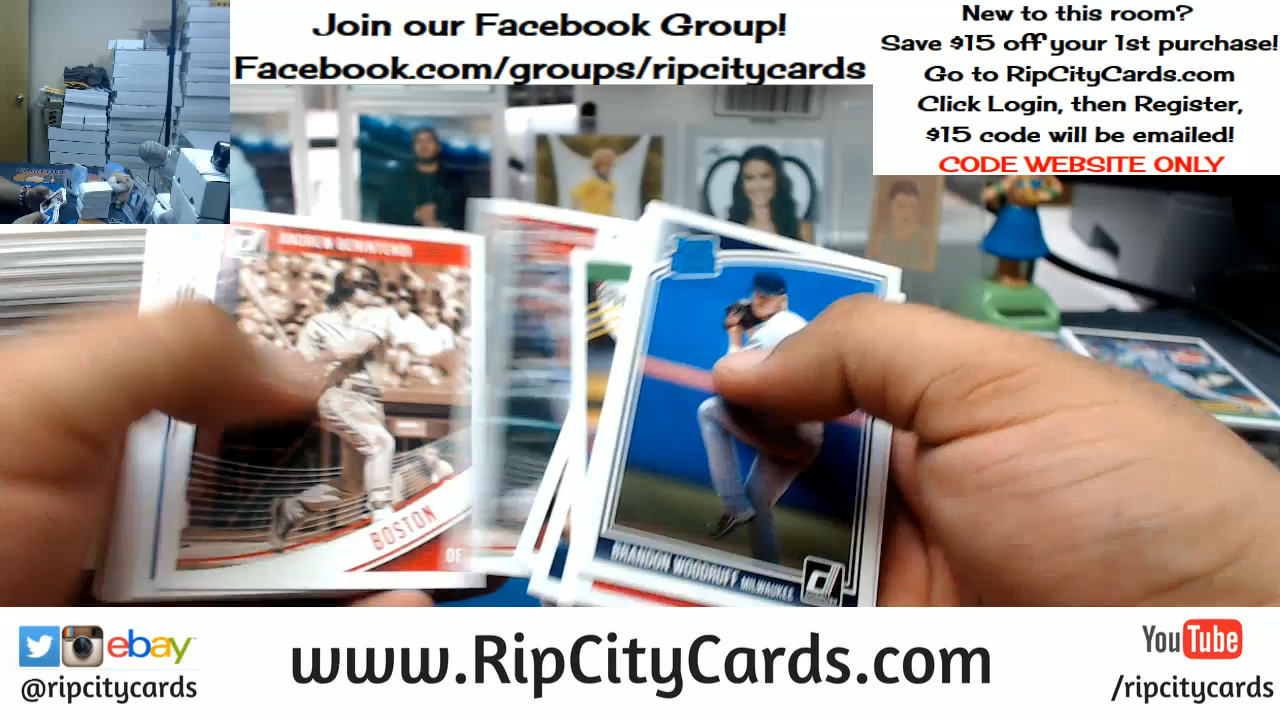 Join our Facebook Group!
Facebook.com/groups/ripcitycards
New to this room?
Save $15 off your 1st purchase!
Go to RipCityCards.com
Click Login, then Register,
$15 code will be emailed!
CODE WEBSITE ONLY
ANDREW BENINTENDI
BOSTON
OF
BRANDON WOODRUFF MILWAUKEE
ebay
@ripcitycards
www.RipCityCards.com
YouTube
/ripcitycards